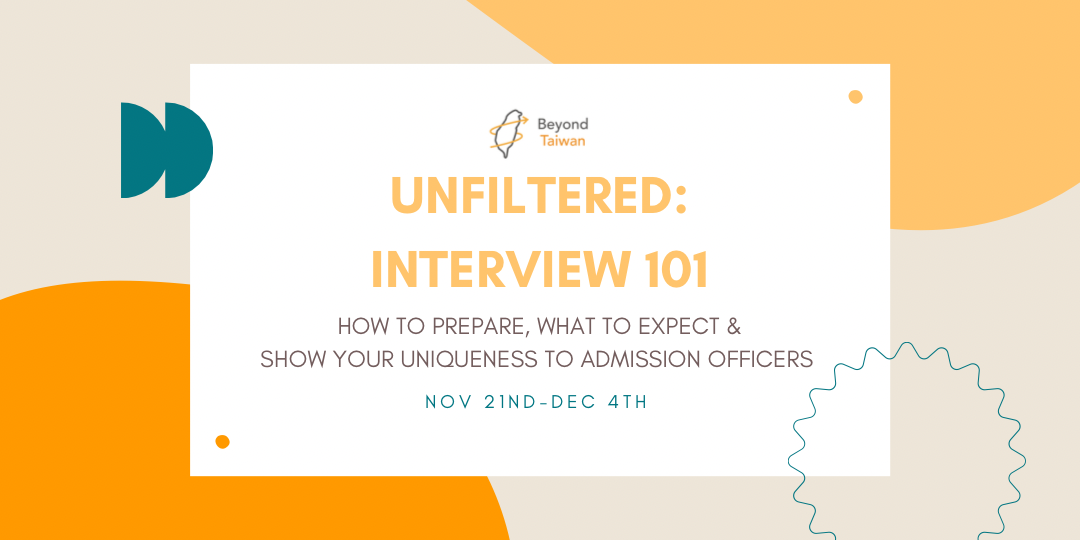 Beyond
Taiwan
UNFILTERED:
INTERVIEW 101
HOW TO PREPARE, WHAT TO EXPECT &
SHOW YOUR UNIQUENESS TO ADMISSION OFFICERS
NOV 21ND-DEC 4TH